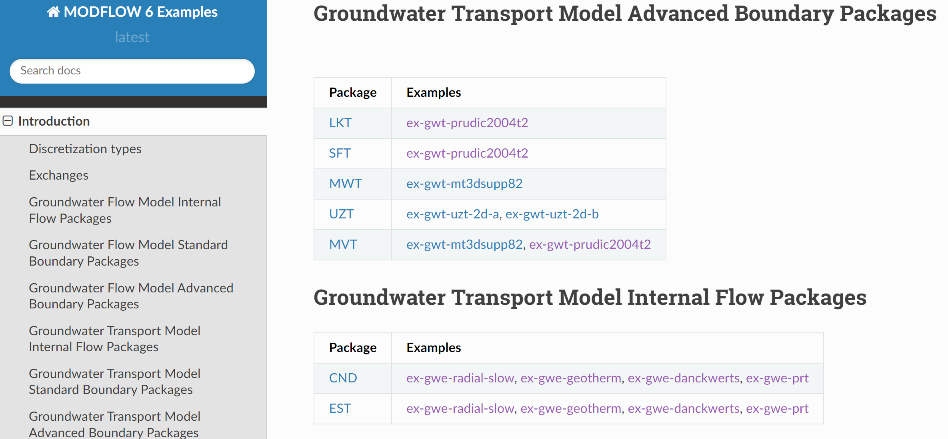 MODFLOW 6 Examples
latest
Search docs
Introduction
Discretization types
Exchanges
Groundwater Flow Model Internal
Flow Packages
Groundwater Flow Model Standard
Boundary Packages
Groundwater Flow Model Advanced
Boundary Packages
Groundwater Transport Model
Internal Flow Packages
Groundwater Transport Model
Standard Boundary Packages
Groundwater Transport Model
Advanced Boundary Packages
Groundwater Transport Model Advanced Boundary Packages
Package Examples
LKT ex-gwt-prudic2004t2
SFT ex-gwt-prudic2004t2
MWT ex-gwt-mt3dsupp82
UZT ex-gwt-uzt-2d-a, ex-gwt-uzt-2d-b
MVT ex-gwt-mt3dsupp82, ex-gwt-prudic2004t2
Groundwater Transport Model Internal Flow Packages
Package Examples
CND ex-gwe-radial-slow, ex-gwe-geotherm, ex-gwe-danckwerts, ex-gwe-prt
EST ex-gwe-radial-slow, ex-gwe-geotherm, ex-gwe-danckwerts, ex-gwe-prt